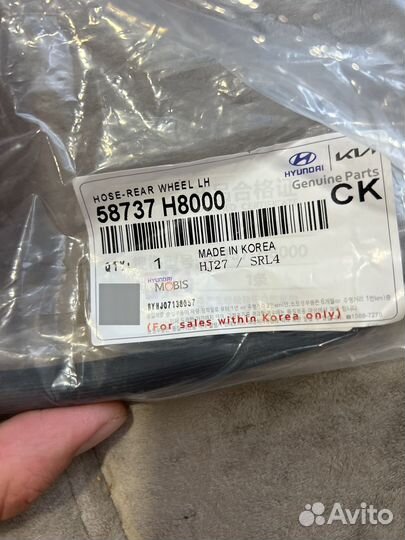 HOSE-REAR WHEEL LH
58737 H8000
HYUNDAI KIA
Genuine Parts
CK
MADE IN KOREA
QTY: 1 HJ27 / SRL4
HYUNDAI
MOBIS
(For sales within Korea only)
Avito